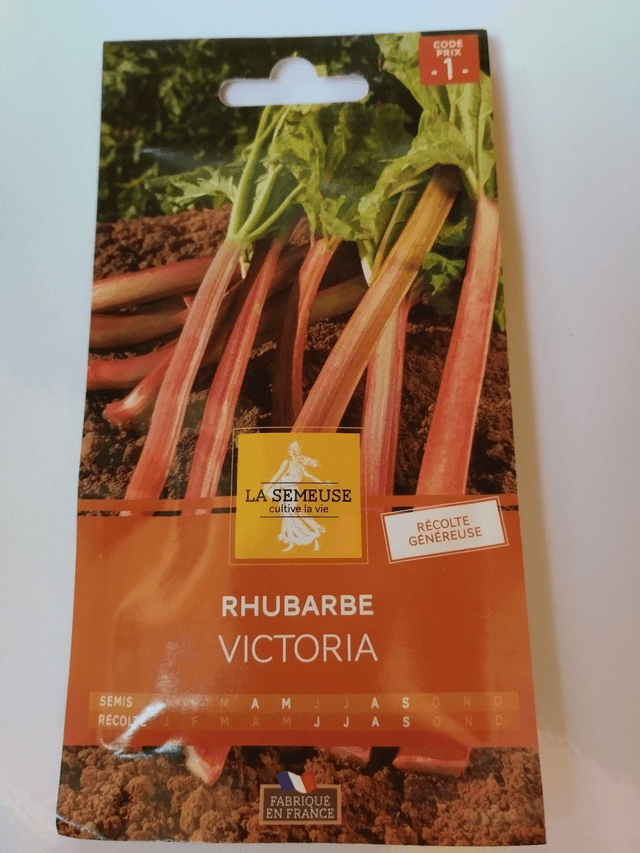 CODE
PRIX
- 1 -
LA SEMEUSE
cultive la vie
RÉCOLTE
GÉNÉREUSE
RHUBARBE
VICTORIA
SEMIS J F M A M J J A S O N D
RÉCOLTE J F M A M J J A S O N D
FABRIQUÉ
EN FRANCE